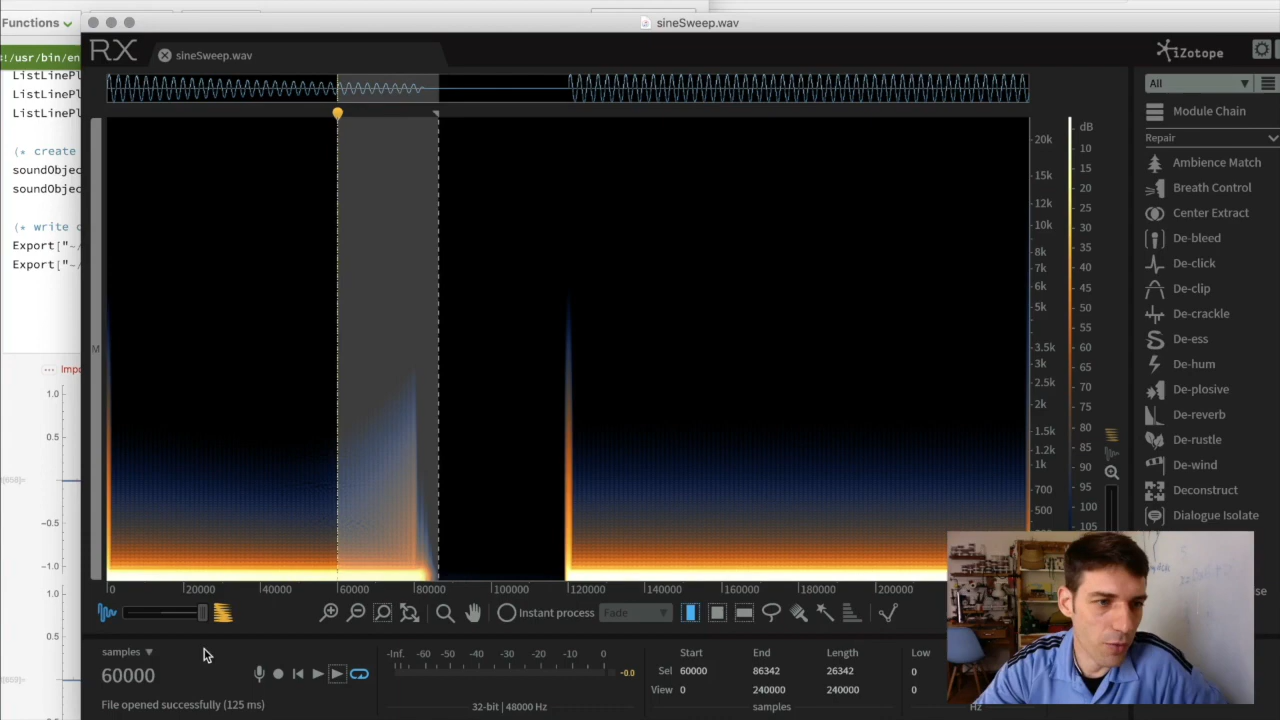 Functions
sineSweep.wav
#!/usr/bin/en
RX
sineSweep.wav
iZotope
ListLinePl
ListLinePl
ListLinePl
(* create
soundObjec
soundObjec
(* write c
Export["~/
Export["~/
Impo
1.0
0.5
-0.5
-1.0
1.0
0.5
0.5
M
20k
15k
12k
10k
8k
7k
6k
5k
3.5k
3k
2.5k
2k
1.5k
1.2k
1k
700
500
dB
10
15
20
25
30
35
40
45
50
55
60
65
70
75
80
85
90
95
100
105
0
20000
40000
60000
80000
100000
120000
140000
160000
180000
200000
All
Module Chain
Repair
Ambience Match
Breath Control
Center Extract
De-bleed
De-click
De-clip
De-crackle
De-ess
De-hum
De-plosive
De-reverb
De-rustle
De-wind
Deconstruct
Dialogue Isolate
Instant process
Fade
samples
60000
File opened successfully (125 ms)
-Inf. -60 -50 -40 -30 -20 -10 0
-0.0
32-bit | 48000 Hz
Start End Length Low
Sel 60000 86342 26342 0
View 0 240000 240000 0
samples
Hz